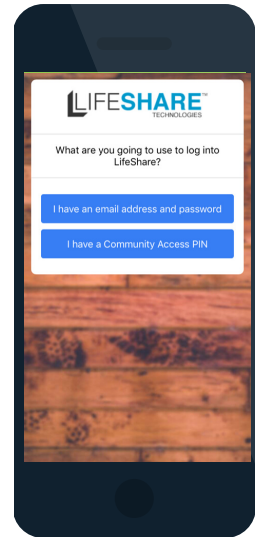 LIFESHARE™
TECHNOLOGIES
What are you going to use to log into
LifeShare?
I have an email address and password
I have a Community Access PIN